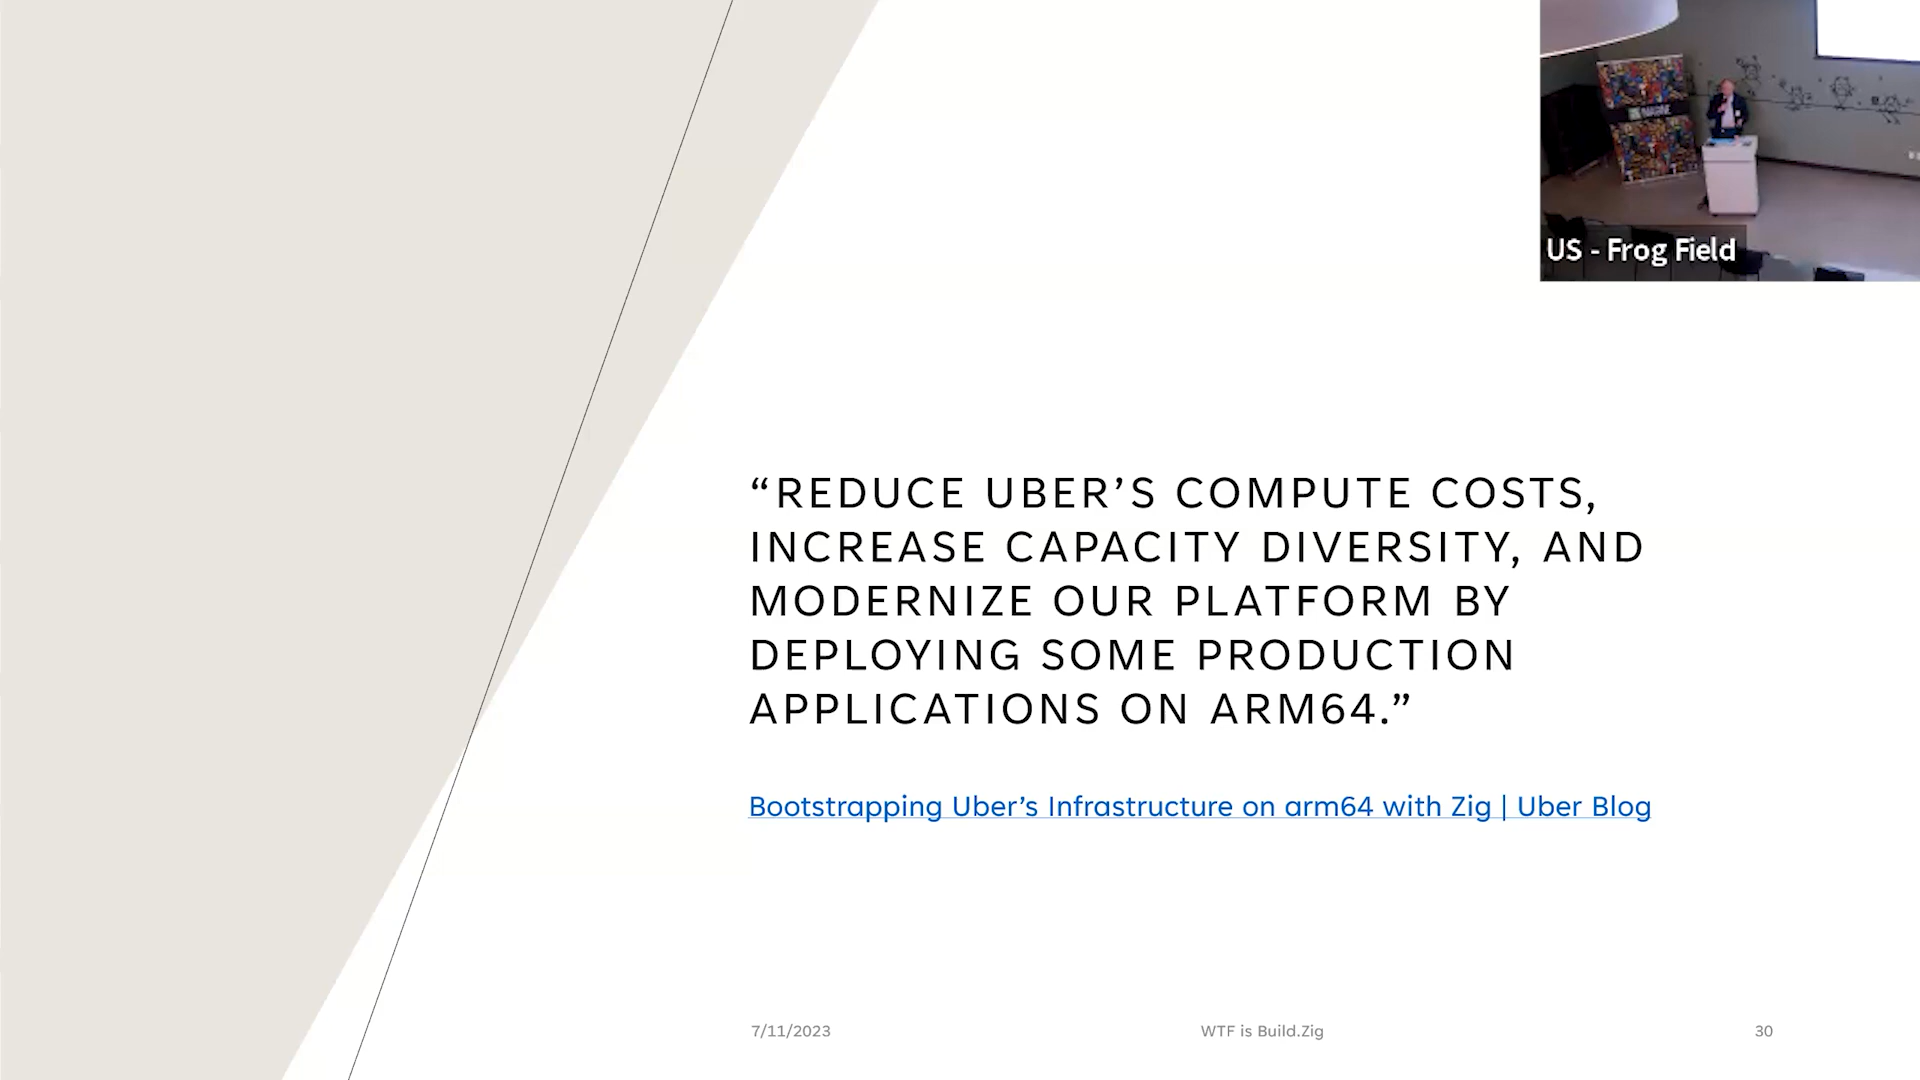 US - Frog Field
“REDUCE UBER’S COMPUTE COSTS,
INCREASE CAPACITY DIVERSITY, AND
MODERNIZE OUR PLATFORM BY
DEPLOYING SOME PRODUCTION
APPLICATIONS ON ARM64.”
Bootstrapping Uber’s Infrastructure on arm64 with Zig | Uber Blog
7/11/2023
WTF is Build.Zig
30